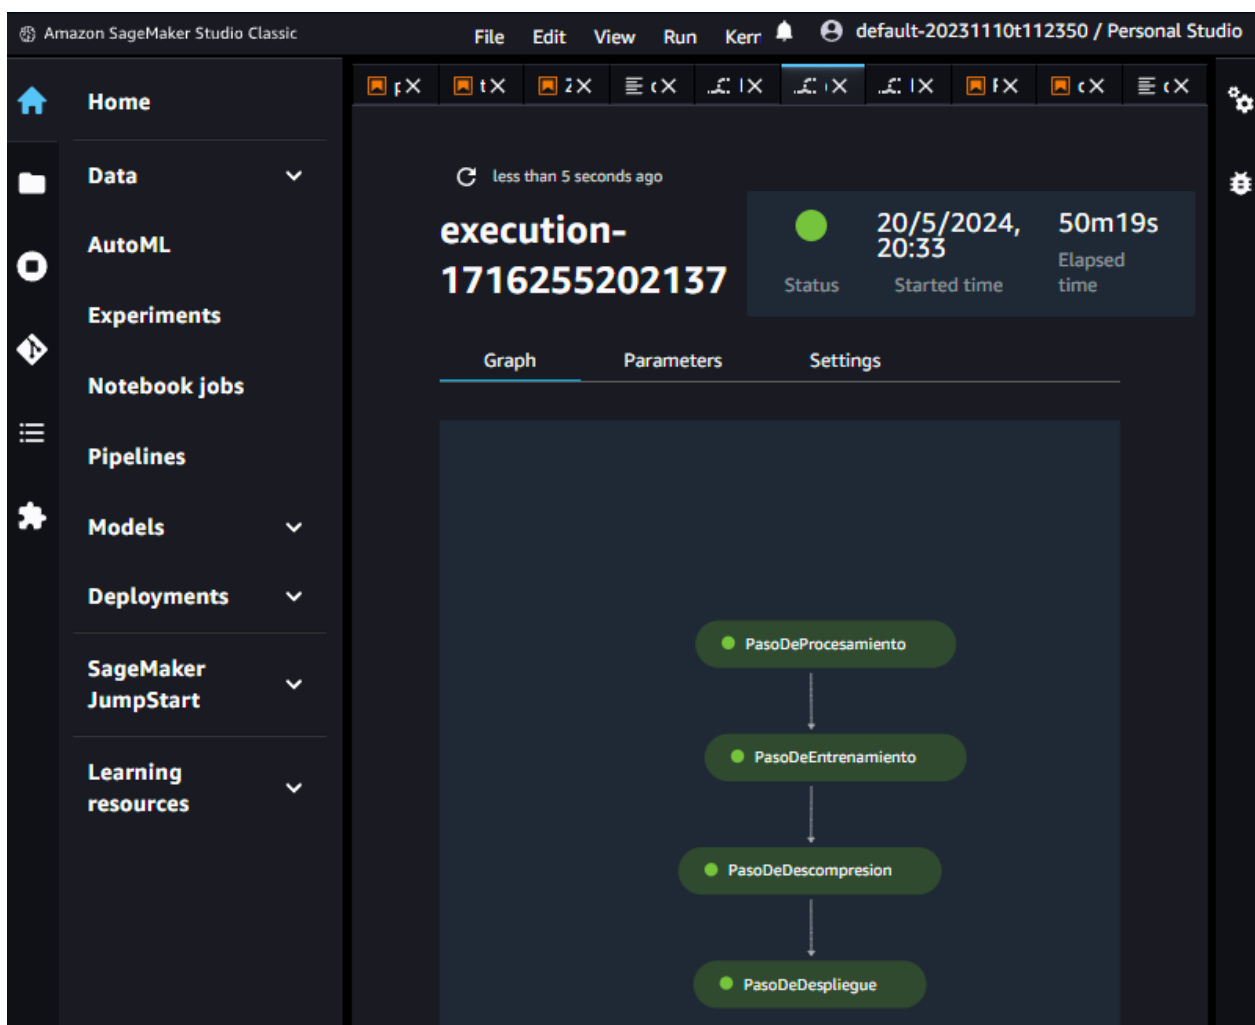 Amazon SageMaker Studio Classic
File Edit View Run Kerr default-20231110t112350 / Personal Studio
Home
Data
AutoML
Experiments
Notebook jobs
Pipelines
Models
Deployments
SageMaker
JumpStart
Learning
resources
less than 5 seconds ago
execution-
1716255202137
Status
20/5/2024,
20:33
Started time
50m19s
Elapsed
time
Graph Parameters Settings
PasoDeProcesamiento
PasoDeEntrenamiento
PasoDeDescompresion
PasoDeDespliegue